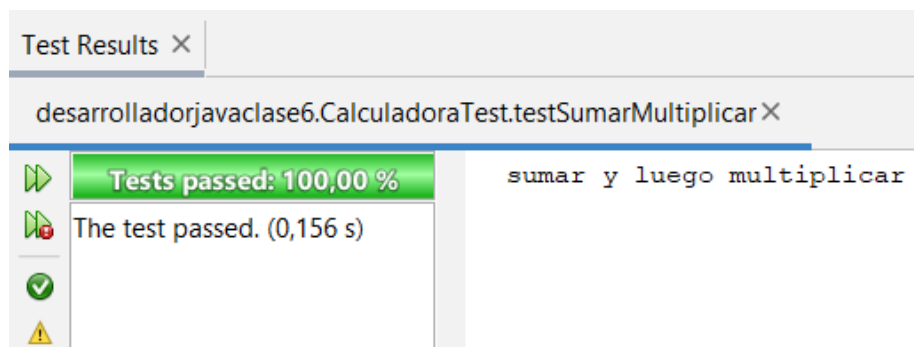 Test Results
desarrolladorjavaclase6.CalculadoraTest.testSumarMultiplicar
Tests passed: 100,00 %
sumar y luego multiplicar
The test passed. (0,156 s)